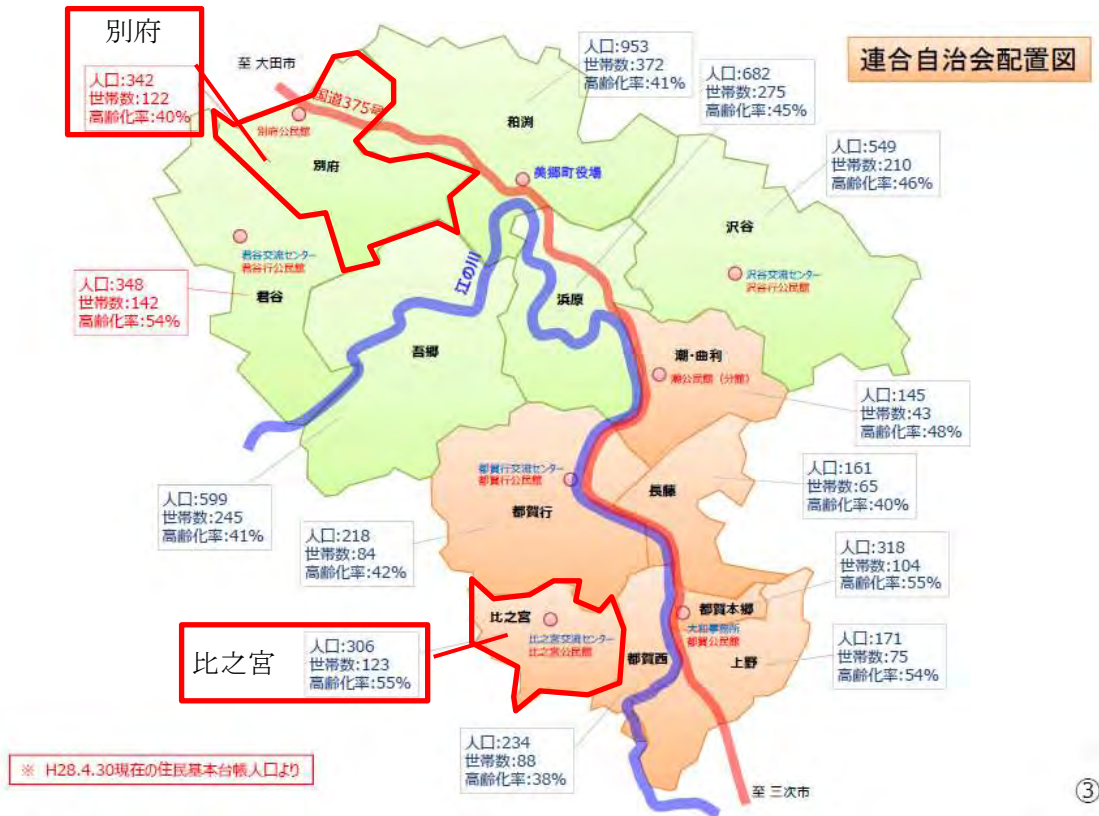 連合自治会配置図
別府
人口:342
世帯数:122
高齢化率:40%
至 大田市
国道375号
別府公民館
別府
人口:953
世帯数:372
高齢化率:41%
粕渕
美郷町役場
人口:682
世帯数:275
高齢化率:45%
人口:549
世帯数:210
高齢化率:46%
沢谷
沢谷交流センター
沢谷行公民館
君谷交流センター
君谷行公民館
君谷
人口:348
世帯数:142
高齢化率:54%
江の川
浜原
吾郷
潮・曲利
潮公民館（分館）
人口:145
世帯数:43
高齢化率:48%
都賀行交流センター
都賀行公民館
都賀行
長藤
人口:161
世帯数:65
高齢化率:40%
人口:599
世帯数:245
高齢化率:41%
人口:218
世帯数:84
高齢化率:42%
人口:318
世帯数:104
高齢化率:55%
比之宮
比之宮交流センター
比之宮公民館
都賀本郷
大和事務所
都賀公民館
都賀西
上野
人口:171
世帯数:75
高齢化率:54%
比之宮
人口:306
世帯数:123
高齢化率:55%
人口:234
世帯数:88
高齢化率:38%
※ H28.4.30現在の住民基本台帳人口より
至 三次市
③